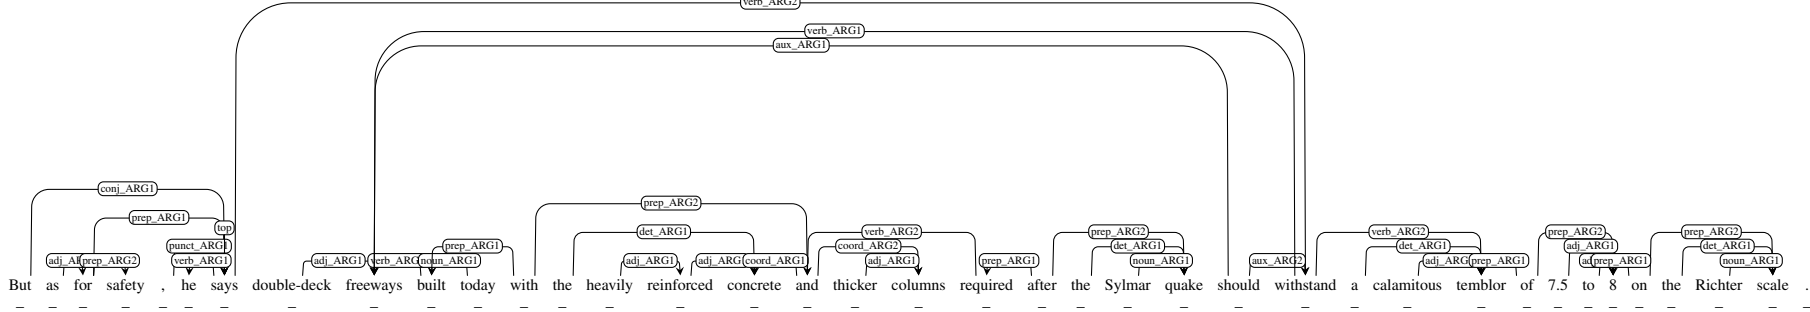 verb_ARG2
verb_ARG1
aux_ARG1
conj_ARG1
prep_ARG2
prep_ARG1
top
det_ARG1 verb_ARG2 prep_ARG2 verb_ARG2 prep_ARG2 prep_ARG2
punct_ARG1 prep_ARG1 coord_ARG2 det_ARG1 det_ARG1 adj_ARG1 det_ARG1
prep_ARG2 verb_ARG1 adj_ARG1 noun_ARG1 adj_ARG1 coord_ARG1 adj_ARG1 prep_ARG1 noun_ARG1 aux_ARG2 prep_ARG1 prep_ARG1 noun_ARG1
But as for safety , he says double-deck freeways built today with the heavily reinforced concrete and thicker columns required after the Sylmar quake should withstand a calamitous temblor of 7.5 to 8 on the Richter scale .
_ _ _ _ _ _ _ _ _ _ _ _ _ _ _ _ _ _ _ _ _ _ _ _ _ _ _ _ _ _ _ _ _ _ _ _ _ _